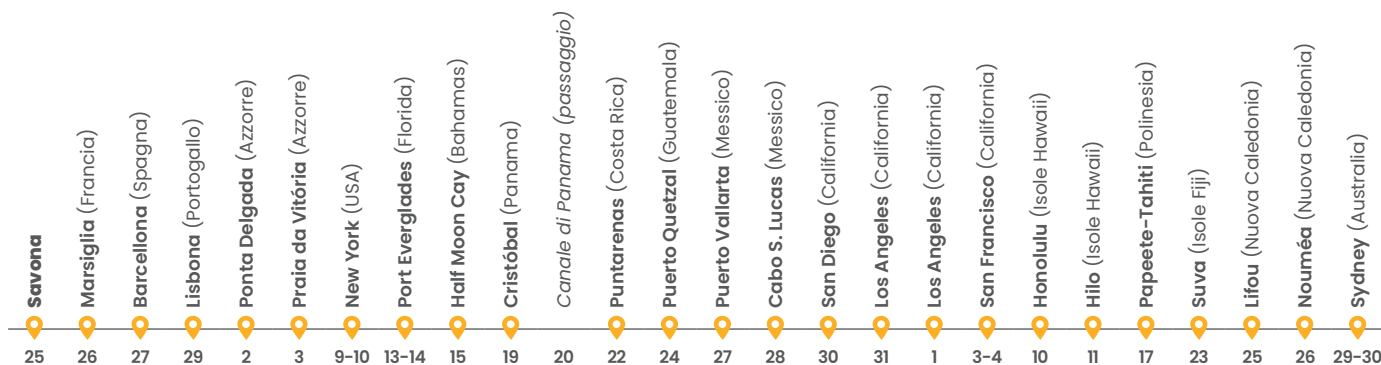 Savona
Marsiglia (Francia)
Barcellona (Spagna)
Lisbona (Portogallo)
Ponta Delgada (Azzorre)
Praia da Vitória (Azzorre)
New York (USA)
Port Everglades (Florida)
Half Moon Cay (Bahamas)
Cristóbal (Panama)
Canale di Panama (passaggio)
Puntarenas (Costa Rica)
Puerto Quetzal (Guatemala)
Puerto Vallarta (Messico)
Cabo S. Lucas (Messico)
San Diego (California)
Los Angeles (California)
Los Angeles (California)
San Francisco (California)
Honolulu (Isole Hawaii)
Hilo (Isole Hawaii)
Papeete-Tahiti (Polinesia)
Suva (Isole Fiji)
Lifou (Nuova Caledonia)
Nouméa (Nuova Caledonia)
Sydney (Australia)
25 26 27 29 2 3 9-10 13-14 15 19 20 22 24 27 28 30 31 1 3-4 10 11 17 23 25 26 29-30